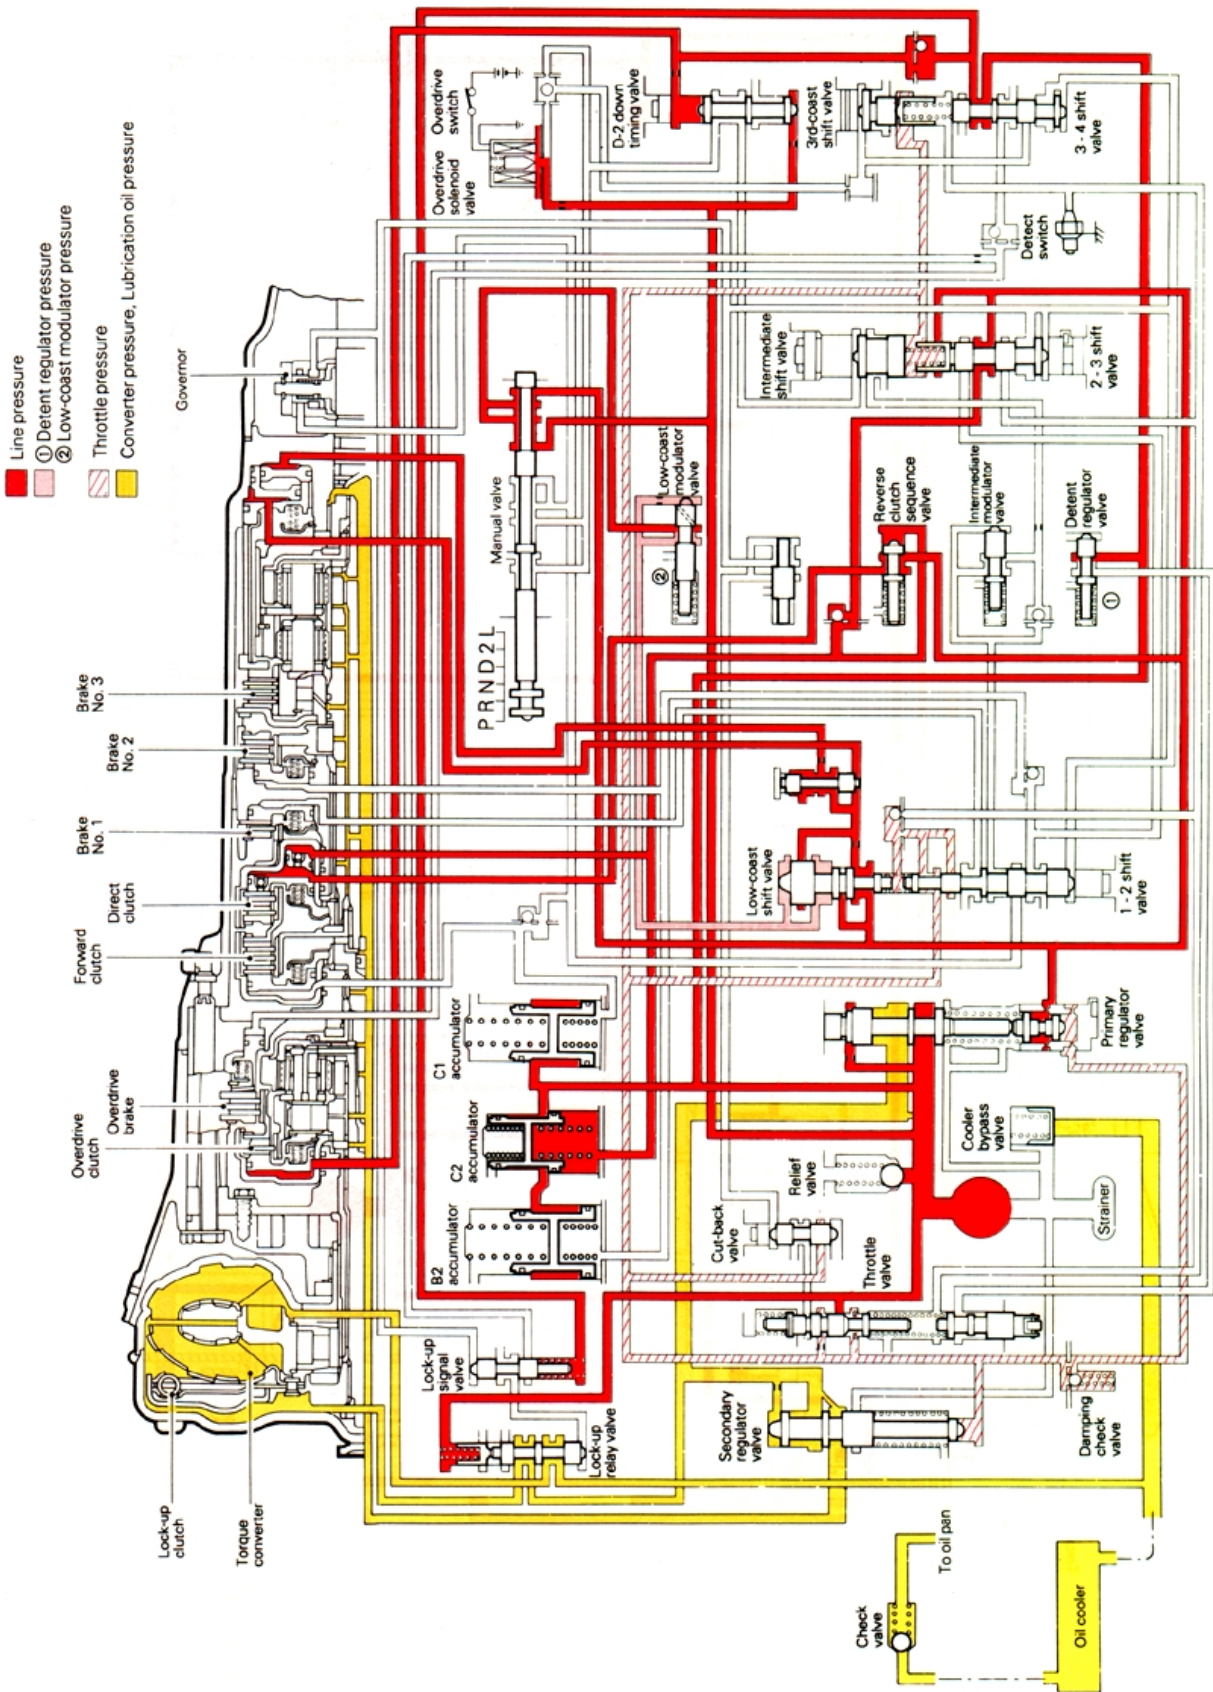 Line pressure
① Detent regulator pressure
② Low-coast modulator pressure
Throttle pressure
Converter pressure, Lubrication oil pressure
Lock-up
clutch
Torque
converter
Overdrive
clutch
Overdrive
brake
Forward
clutch
Direct
clutch
Brake
No. 1
Brake
No. 2
Brake
No. 3
Governor
Lock-up
relay valve
Lock-up
signal
valve
B2
accumulator
C2
accumulator
C1
accumulator
P R N D 2 L
Manual valve
Overdrive
solenoid
valve
Overdrive
switch
D-2 down
timing valve
3rd-coast
shift valve
3 - 4 shift
valve
Detect
switch
Intermediate
shift valve
2 - 3 shift
valve
②
Low-coast
modulator
valve
Reverse
clutch
sequence
valve
Intermediate
modulator
valve
①
Detent
regulator
valve
Low-coast
shift valve
1 - 2 shift
valve
Primary
regulator
valve
Cooler
bypass
valve
Relief
valve
Strainer
Cut-back
valve
Throttle
valve
Secondary
regulator
valve
Damping
check
valve
Check
valve
To oil pan
Oil cooler